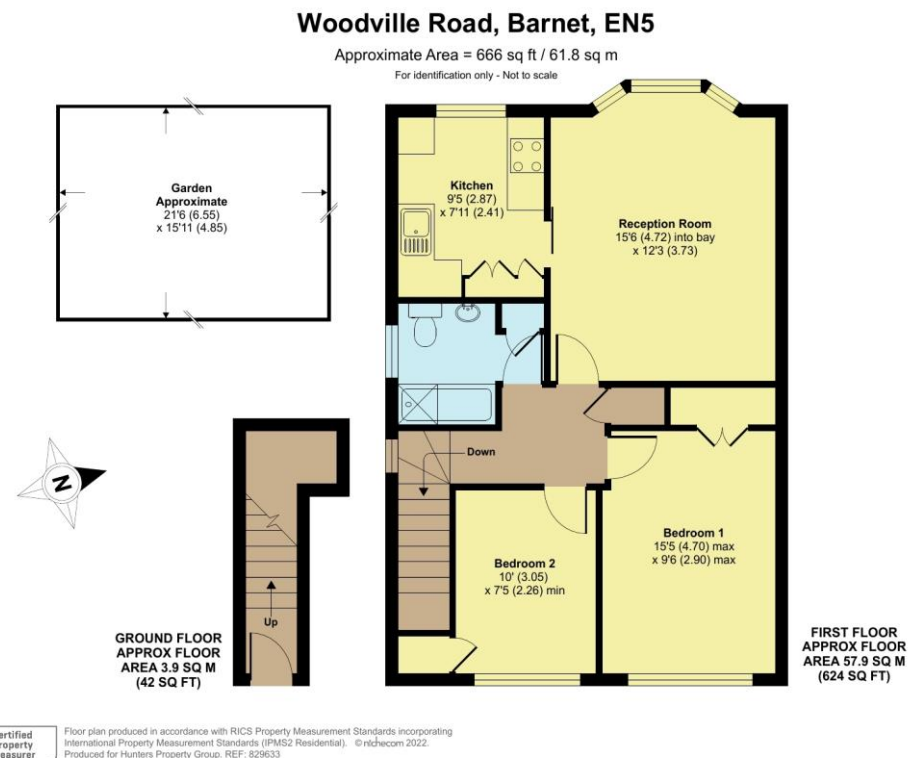 Woodville Road, Barnet, EN5
Approximate Area = 666 sq ft / 61.8 sq m
For identification only - Not to scale
Garden
Approximate
21'6 (6.55)
x 15'11 (4.85)
Kitchen
9'5 (2.87)
x 7'11 (2.41)
Reception Room
15'6 (4.72) into bay
x 12'3 (3.73)
Down
N
Bedroom 1
15'5 (4.70) max
x 9'6 (2.90) max
Bedroom 2
10' (3.05)
x 7'5 (2.26) min
Up
GROUND FLOOR
APPROX FLOOR
AREA 3.9 SQ M
(42 SQ FT)
FIRST FLOOR
APPROX FLOOR
AREA 57.9 SQ M
(624 SQ FT)
ertified
roperty
easurer
Floor plan produced in accordance with RICS Property Measurement Standards incorporating
International Property Measurement Standards (IPMS2 Residential). © nichecom 2022.
Produced for Hunters Property Group. REF: 829633